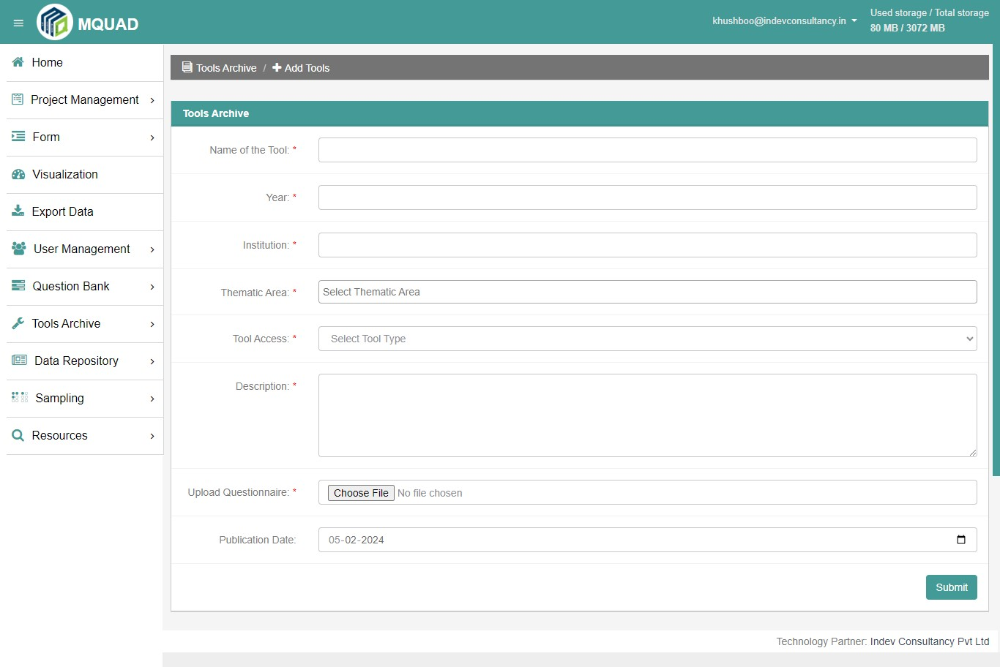 MQUAD
khushboo@indevconsultancy.in
Used storage / Total storage
80 MB / 3072 MB
Home
Project Management
Form
Visualization
Export Data
User Management
Question Bank
Tools Archive
Data Repository
Sampling
Resources
Tools Archive / Add Tools
Tools Archive
Name of the Tool: *
Year: *
Institution: *
Thematic Area: * Select Thematic Area
Tool Access: * Select Tool Type
Description: *
Upload Questionnaire: * Choose File No file chosen
Publication Date: 05-02-2024
Submit
Technology Partner: Indev Consultancy Pvt Ltd